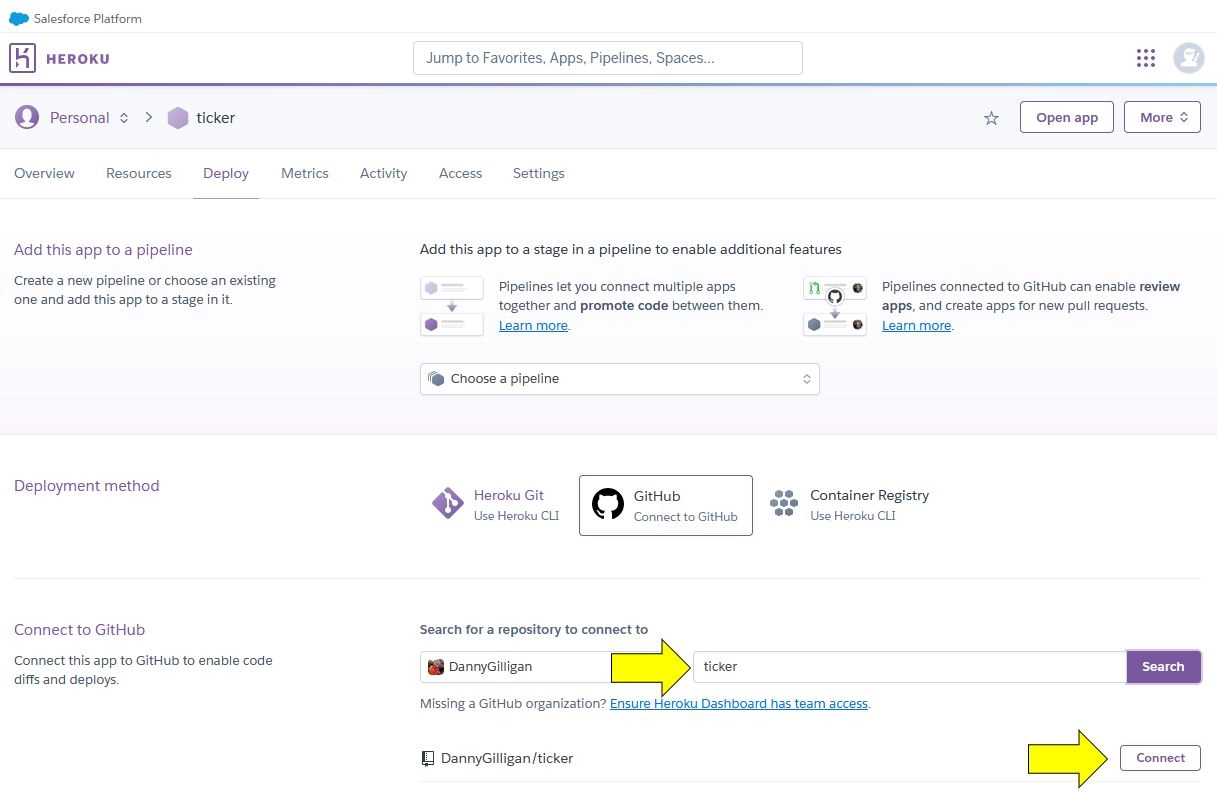 Salesforce Platform
HEROKU
Jump to Favorites, Apps, Pipelines, Spaces...
Personal
ticker
Open app
More
Overview
Resources
Deploy
Metrics
Activity
Access
Settings
Add this app to a pipeline
Create a new pipeline or choose an existing
one and add this app to a stage in it.
Add this app to a stage in a pipeline to enable additional features
Pipelines let you connect multiple apps
together and promote code between them.
Learn more.
Pipelines connected to GitHub can enable review
apps, and create apps for new pull requests.
Learn more.
Choose a pipeline
Deployment method
Heroku Git
Use Heroku CLI
GitHub
Connect to GitHub
Container Registry
Use Heroku CLI
Connect to GitHub
Connect this app to GitHub to enable code
diffs and deploys.
Search for a repository to connect to
DannyGilligan
ticker
Search
Missing a GitHub organization? Ensure Heroku Dashboard has team access.
DannyGilligan/ticker
Connect